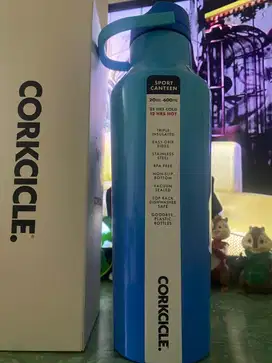 CORKCICLE.
SPORT
CANTEEN
20oz. 600ML
25 HRS COLD
12 HRS HOT
TRIPLE
INSULATED
EASY-GRIP
SIDES
STAINLESS
STEEL
BPA FREE
NON-SLIP
BOTTOM
VACUUM
SEALED
CUP RACK
DISHWASHER
SAFE
GOODBYE,
PLASTIC
BOTTLES
CORKCICLE.